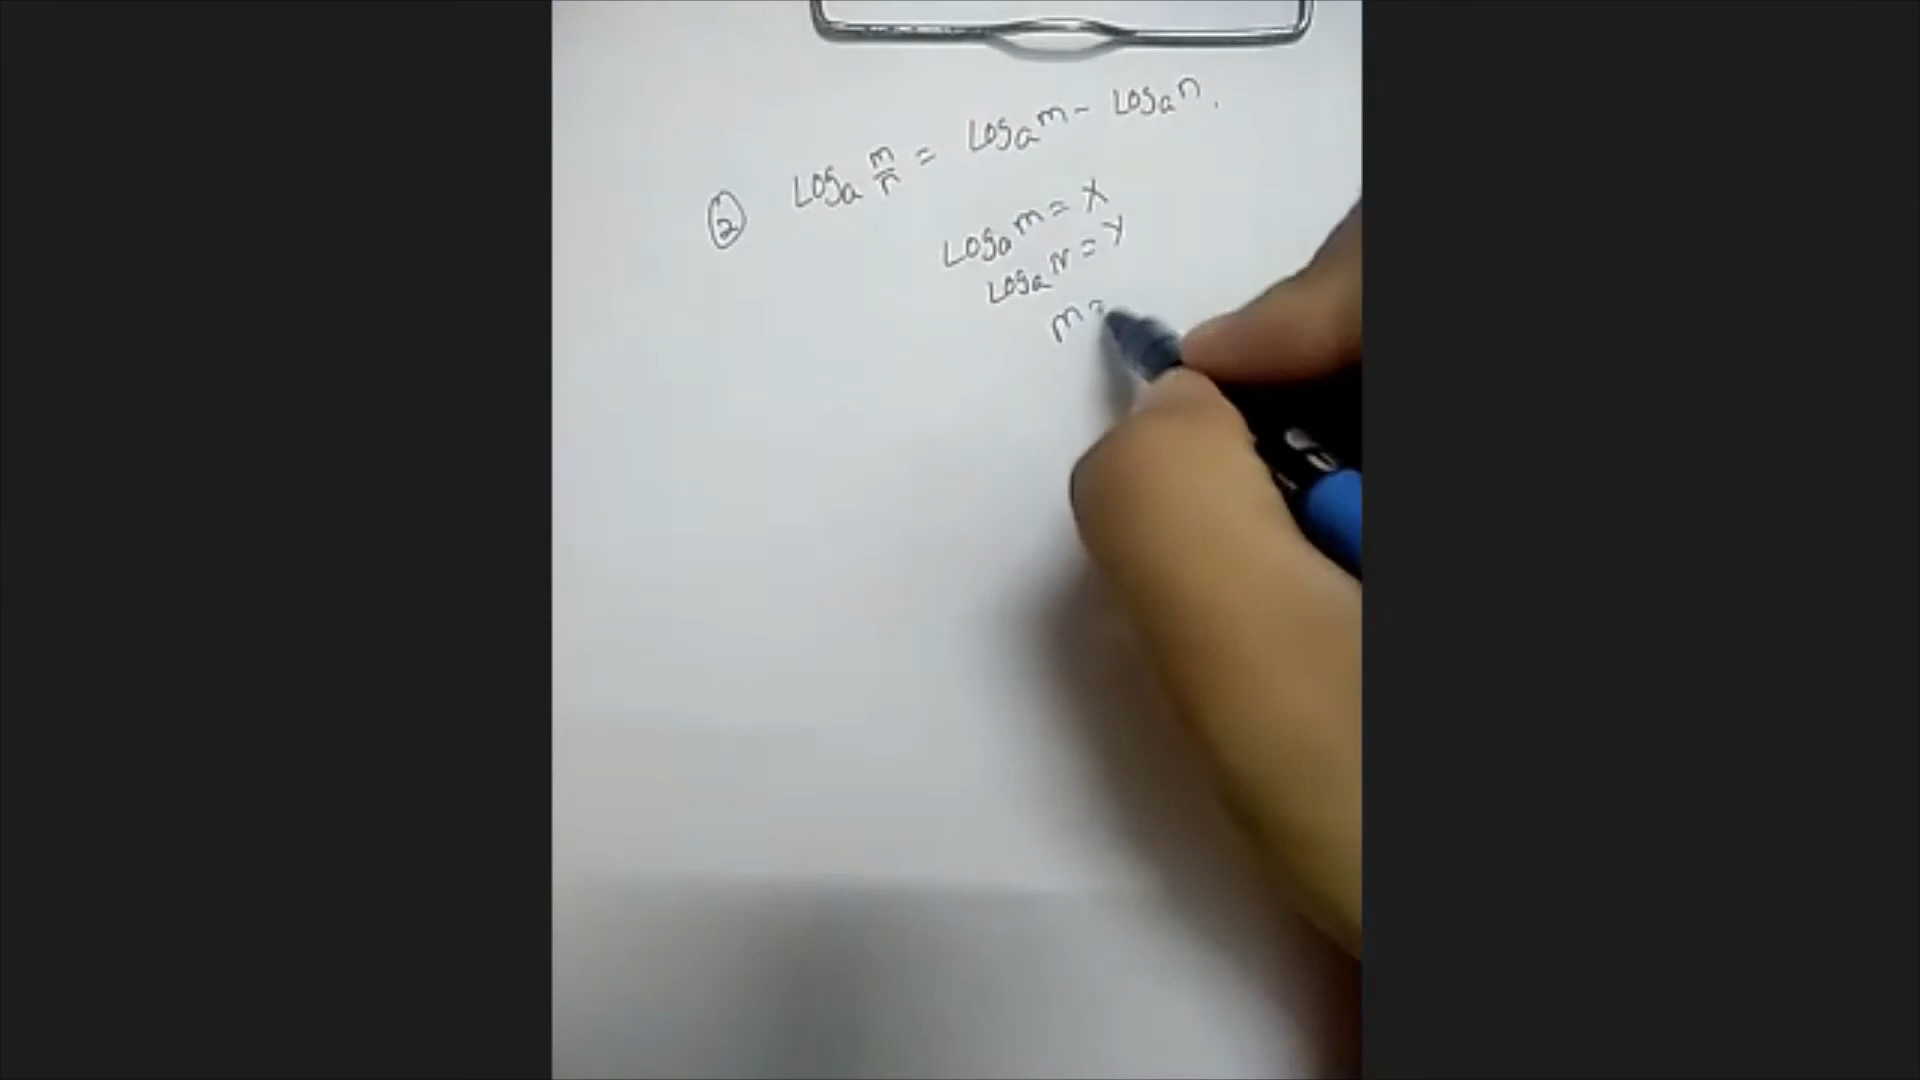 ② Logₐ m/n = Logₐ m - Logₐ n.
Logₐ m = x
Logₐ n = y
m =